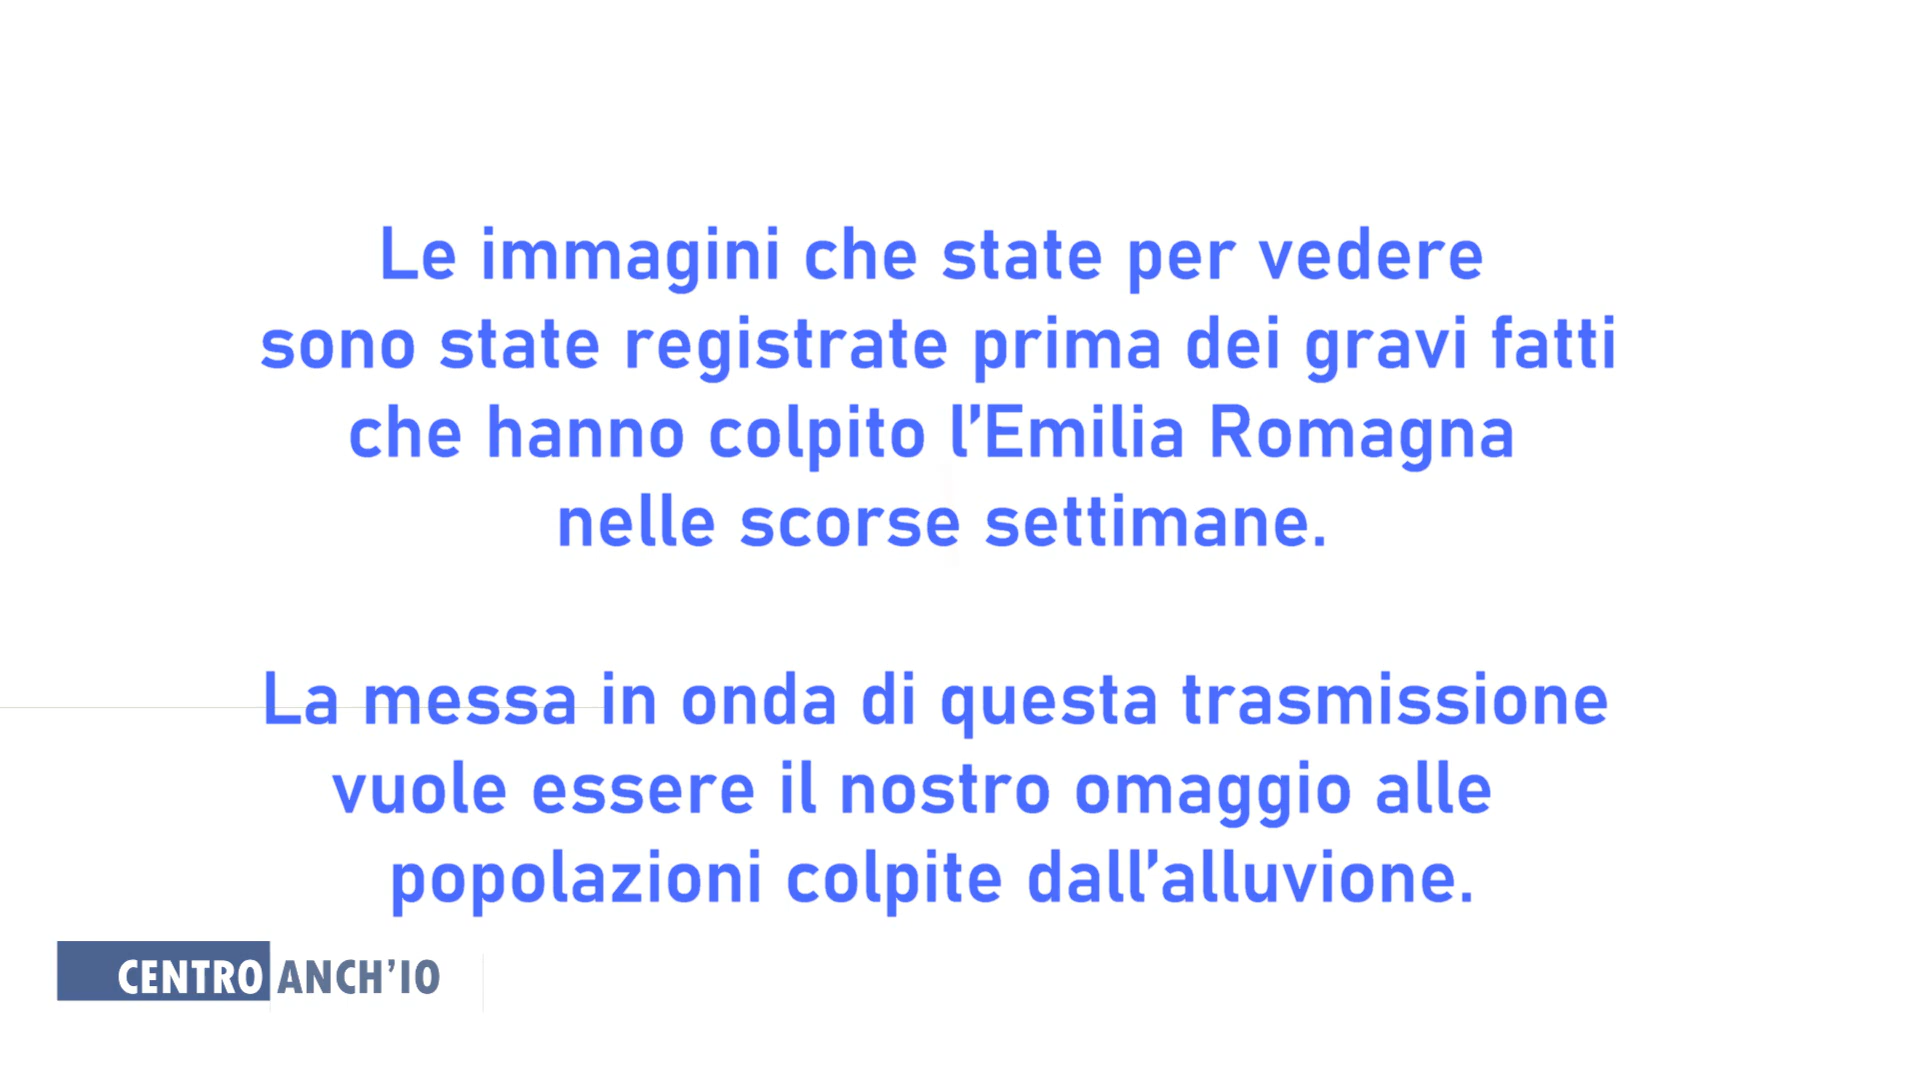 Le immagini che state per vedere
sono state registrate prima dei gravi fatti
che hanno colpito l’Emilia Romagna
nelle scorse settimane.
La messa in onda di questa trasmissione
vuole essere il nostro omaggio alle
popolazioni colpite dall’alluvione.
CENTRO ANCH’IO